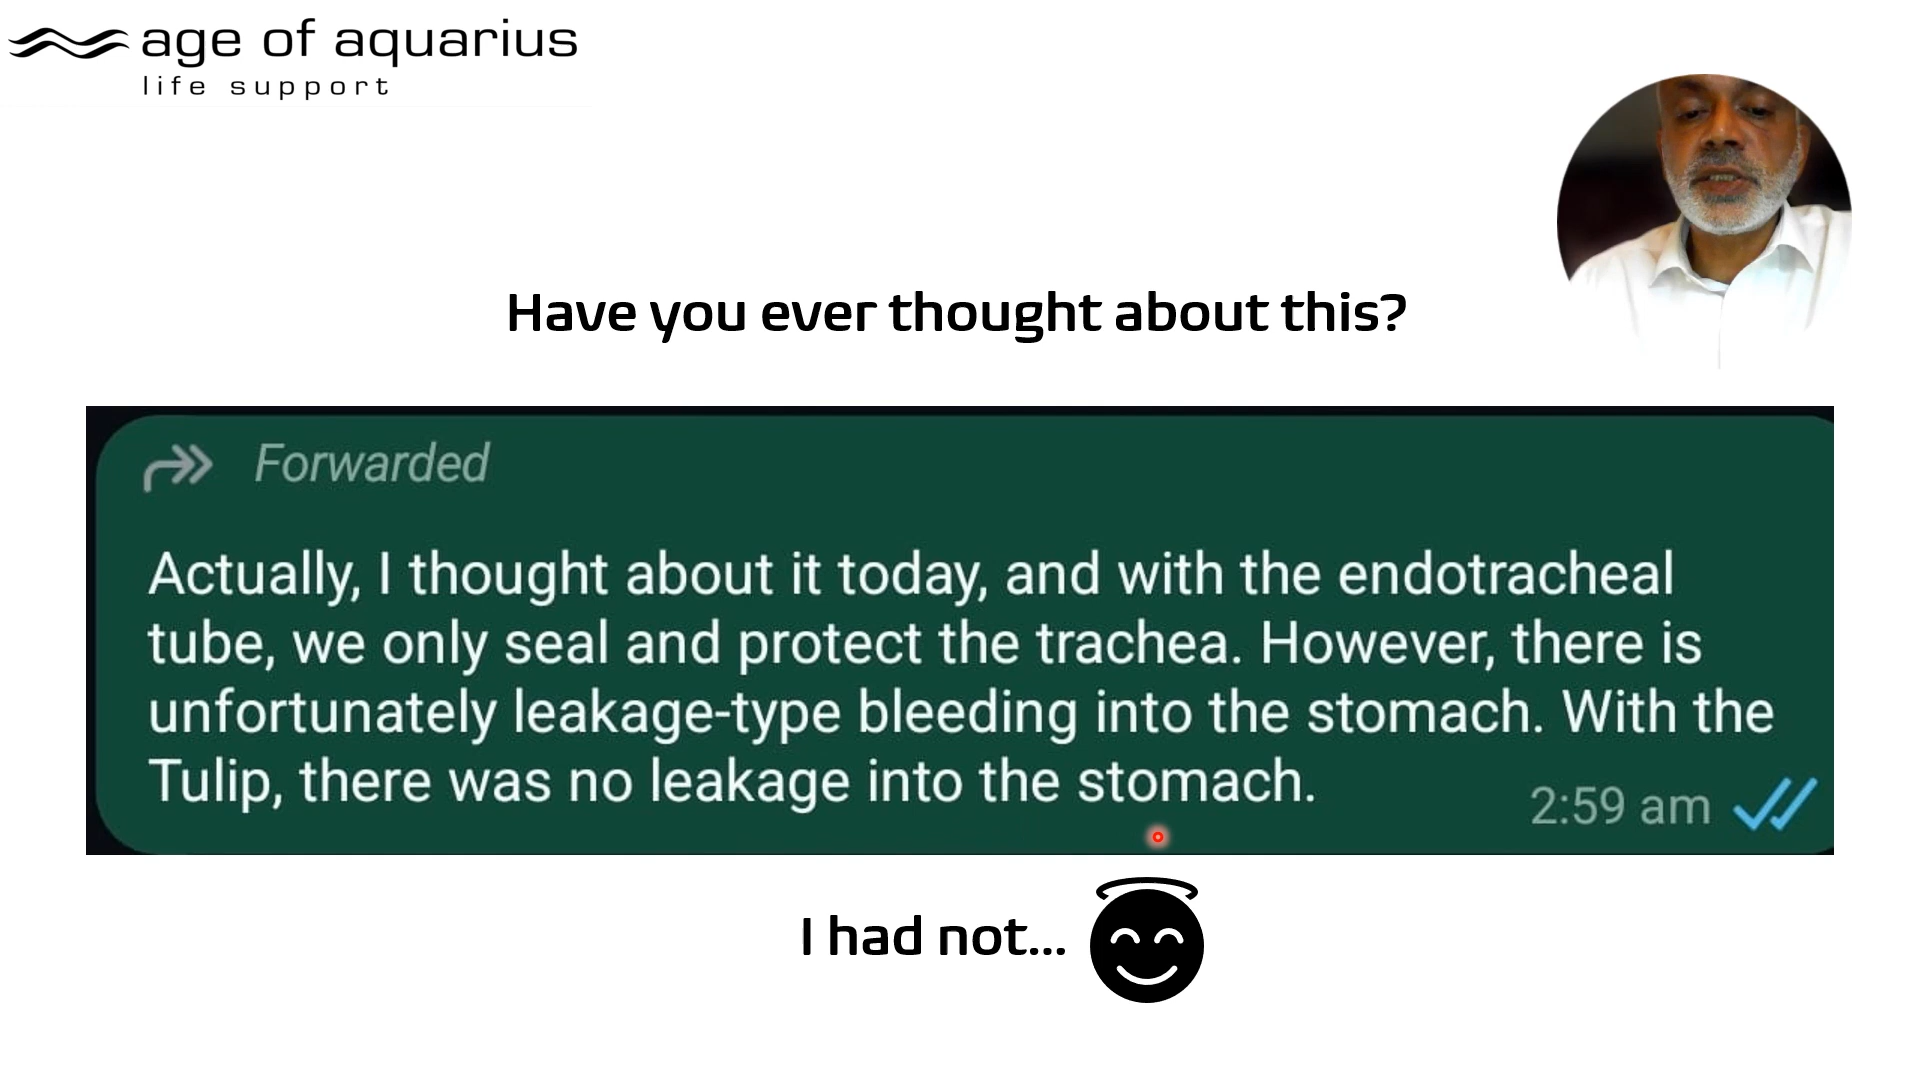 age of aquarius
life support
Have you ever thought about this?
Forwarded
Actually, I thought about it today, and with the endotracheal
tube, we only seal and protect the trachea. However, there is
unfortunately leakage-type bleeding into the stomach. With the
Tulip, there was no leakage into the stomach.
2:59 am
I had not...